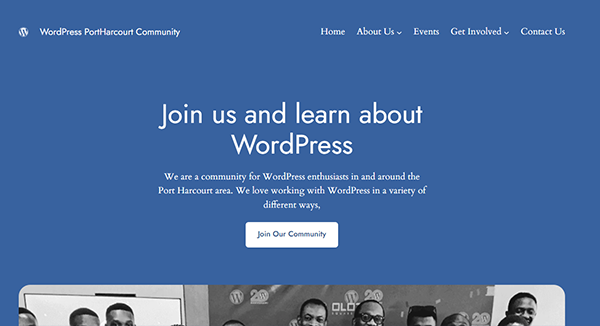 WordPress PortHarcourt Community
Home About Us Events Get Involved Contact Us
Join us and learn about
WordPress
We are a community for WordPress enthusiasts in and around the
Port Harcourt area. We love working with WordPress in a variety of
different ways,
Join Our Community